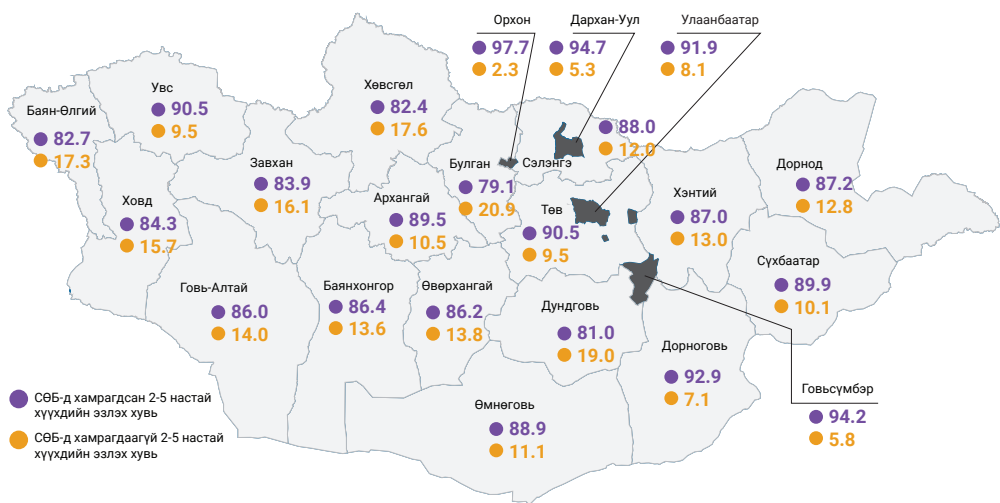 Орхон
97.7
2.3
Дархан-Уул
94.7
5.3
Улаанбаатар
91.9
8.1
Баян-Өлгий
82.7
17.3
Увс
90.5
9.5
Хөвсгөл
82.4
17.6
Сэлэнгэ
88.0
12.0
Ховд
84.3
15.7
Завхан
83.9
16.1
Архангай
89.5
10.5
Булган
79.1
20.9
Төв
90.5
9.5
Хэнтий
87.0
13.0
Дорнод
87.2
12.8
Сүхбаатар
89.9
10.1
Говь-Алтай
86.0
14.0
Баянхонгор
86.4
13.6
Өвөрхангай
86.2
13.8
Дундговь
81.0
19.0
Дорноговь
92.9
7.1
Өмнөговь
88.9
11.1
Говьсүмбэр
94.2
5.8
СӨБ-д хамрагдсан 2-5 настай
хүүхдийн эзлэх хувь
СӨБ-д хамрагдаагүй 2-5 настай
хүүхдийн эзлэх хувь